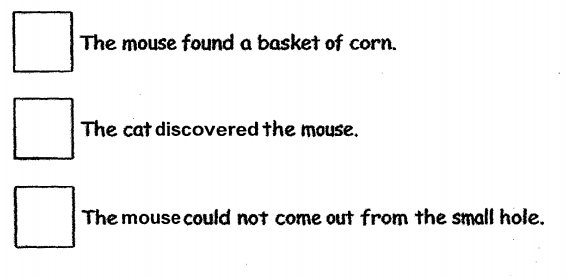 The mouse found a basket of corn.
The cat discovered the mouse.
The mouse could not come out from the small hole.